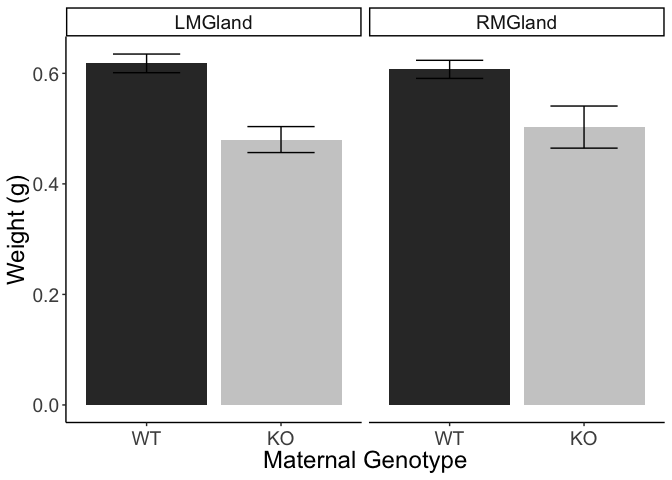 LMGland
RMGland
Weight (g)
0.6
0.4
0.2
0.0
WT
KO
WT
KO
Maternal Genotype